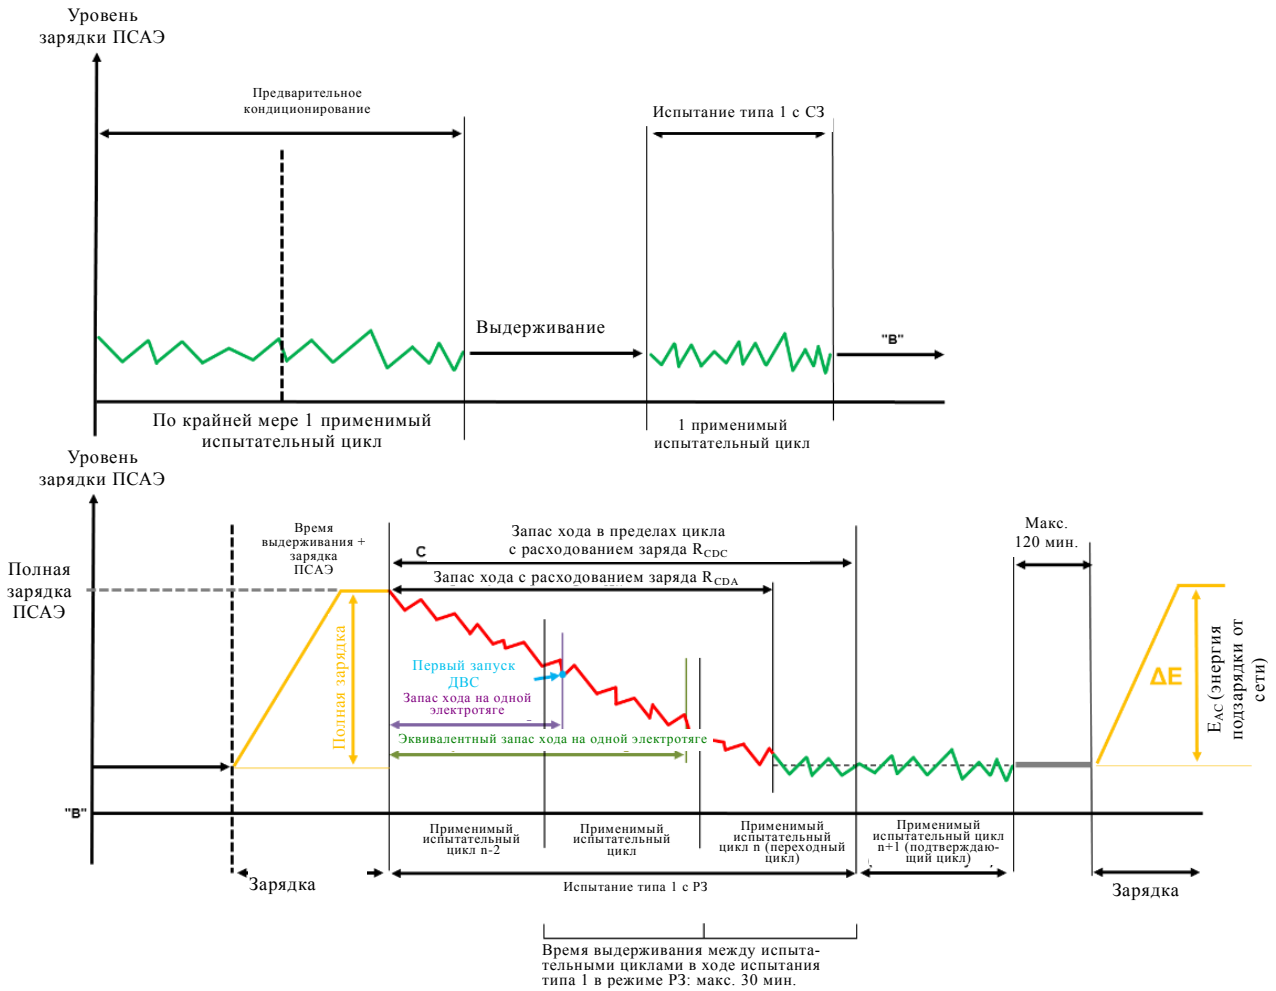 Уровень
зарядки ПСАЭ
Предварительное
кондиционирование
Испытание типа 1 с СЗ
Выдерживание
"В"
По крайней мере 1 применимый
испытательный цикл
1 применимый
испытательный цикл
Уровень
зарядки ПСАЭ
Время
выдерживания +
зарядка
ПСАЭ
C
Запас хода в пределах цикла
с расходованием заряда RCDC
Макс.
120 мин.
Полная
зарядка
ПСАЭ
Запас хода с расходованием заряда RCDA
Полная зарядка
Первый запуск
ДВС
Запас хода на одной
электротяге
Эквивалентный запас хода на одной электротяге
ΔE
EAC (энергия
подзарядки от
сети)
"В"
Применимый
испытательный
цикл n-2
Применимый
испытательный
цикл
Применимый
испытательный
цикл n (переходный
цикл)
Применимый
испытательный цикл
n+1 (подтверждаю-
щий цикл)
Зарядка
Испытание типа 1 с РЗ
Зарядка
Время выдерживания между испыта-
тельными циклами в ходе испытания
типа 1 в режиме РЗ: макс. 30 мин.